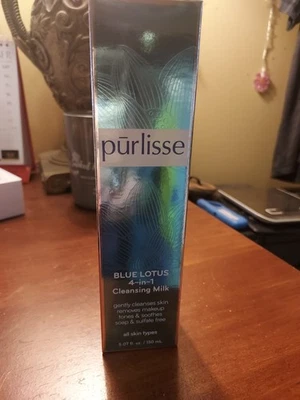 pūrlisse
BLUE LOTUS
4-in-1
Cleansing Milk
gently cleanses skin
removes makeup
tones & soothes
soap & sulfate free
all skin types